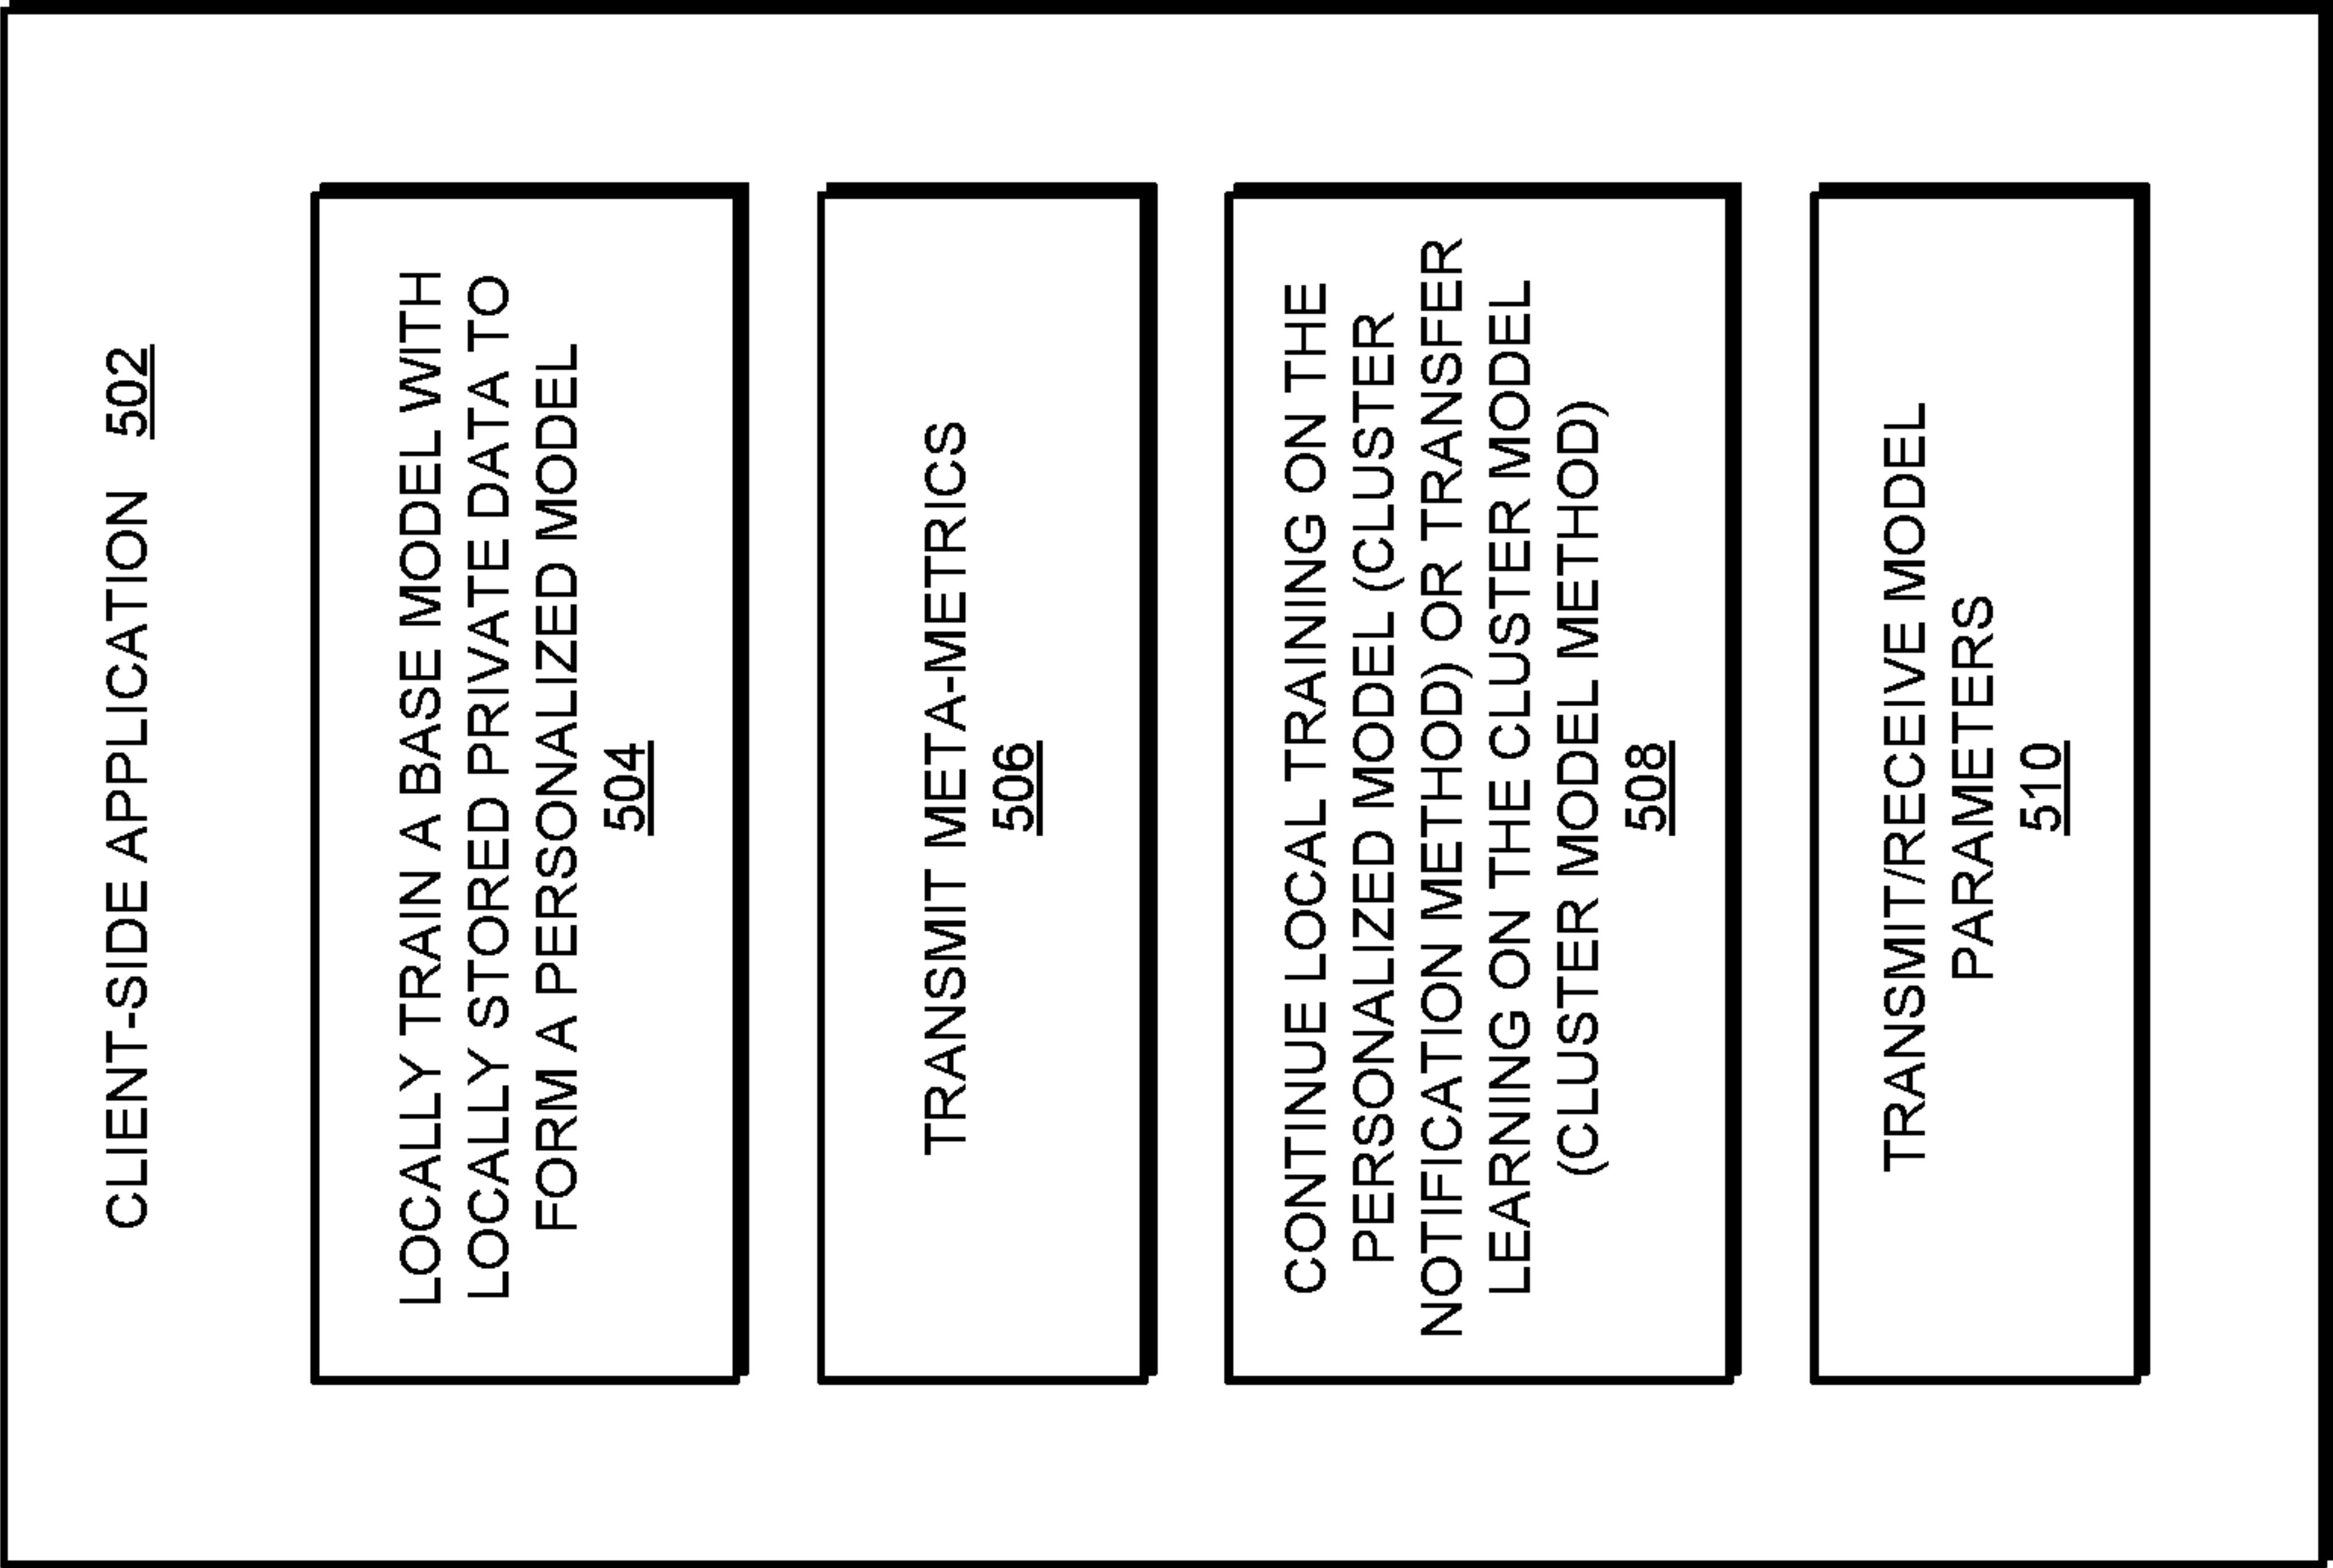 CLIENT-SIDE APPLICATION 502
LOCALLY TRAIN A BASE MODEL WITH
LOCALLY STORED PRIVATE DATA TO
FORM A PERSONALIZED MODEL
504
TRANSMIT META-METRICS
506
CONTINUE LOCAL TRAINING ON THE
PERSONALIZED MODEL (CLUSTER
NOTIFICATION METHOD) OR TRANSFER
LEARNING ON THE CLUSTER MODEL
(CLUSTER MODEL METHOD)
508
TRANSMIT/RECEIVE MODEL
PARAMETERS
510